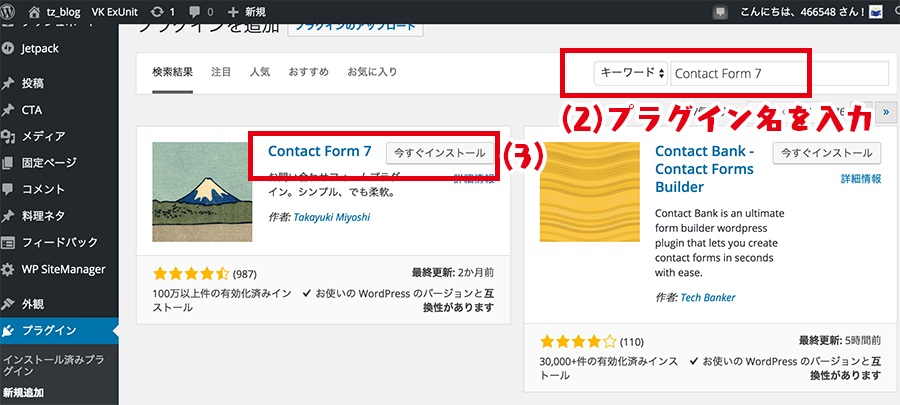 tz_blog VK ExUnit 1 0 新規 こんにちは、466548 さん!
Jetpack
投稿
CTA
メディア
固定ページ
コメント
料理ネタ
フィードバック
WP SiteManager
外観
プラグイン
インストール済みプラグイン
新規追加
プラグインを追加 プラグインのアップロード
検索結果 注目 人気 おすすめ お気に入り キーワード Contact Form 7
(2)プラグイン名を入力
»
Contact Form 7 今すぐインストール (3)
詳細情報
お問い合わせフォームプラグ
イン。シンプル、でも柔軟。
作者: Takayuki Miyoshi
(987) 最終更新: 2か月前
100万以上件の有効化済みイン
ストール
お使いの WordPress のバージョンと互
換性があります
Contact Bank -
Contact Forms
Builder
今すぐインストール
詳細情報
Contact Bank is an ultimate
form builder wordpress
plugin that lets you create
contact forms in seconds
with ease.
作者: Tech Banker
(110) 最終更新: 5時間前
30,000+件の有効化済みインス
トール
お使いの WordPress のバージョンと互
換性があります